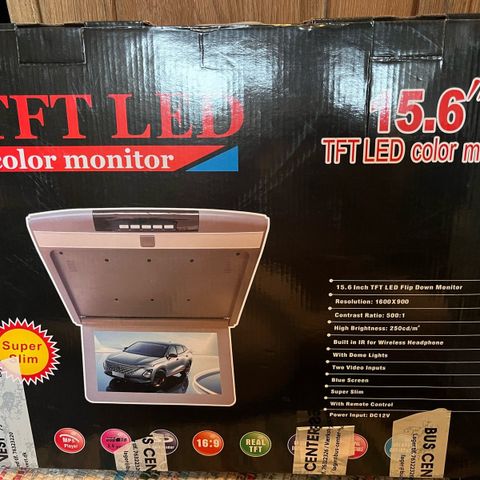 TFT LED
color monitor
15.6"
TFT LED color m
15.6 Inch TFT LED Flip Down Monitor
Resolution: 1600X900
Contrast Ratio: 500:1
High Brightness: 250cd/m²
Built in IR for Wireless Headphone
With Dome Lights
Two Video Inputs
Blue Screen
Super Slim
With Remote Control
Power Input: DC12V
Super
Slim
Player
16:9
REAL
TFT
BUS CEN
CENTER
BUS CEN